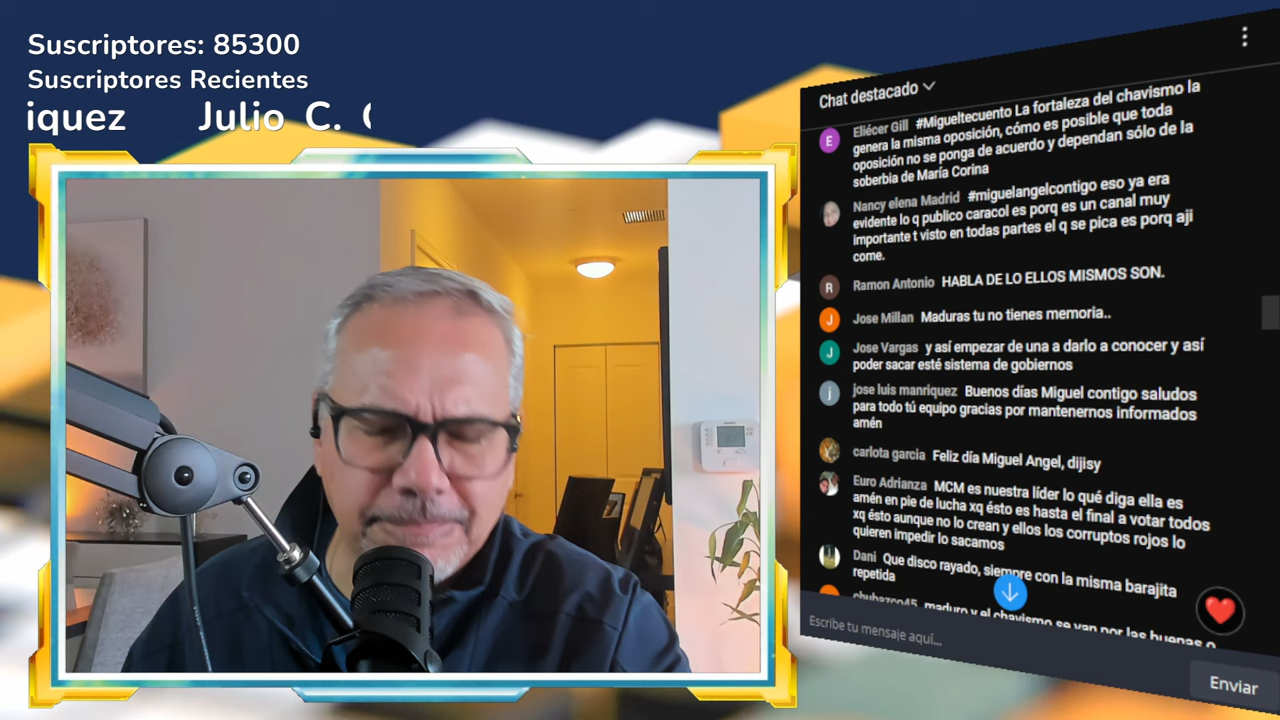 Suscriptores: 85300
Suscriptores Recientes
iquez Julio C.
Chat destacado
E
Eliécer Gill #Migueltecuento La fortaleza del chavismo la
genera la misma oposición, cómo es posible que toda
oposición no se ponga de acuerdo y dependan sólo de la
soberbia de María Corina
Nancy elena Madrid #miguelangelcontigo eso ya era
evidente lo q publico caracol es porq es un canal muy
importante t visto en todas partes el q se pica es porq aji
come.
R
Ramon Antonio HABLA DE LO ELLOS MISMOS SON.
J
Jose Millan Maduras tu no tienes memoria..
J
Jose Vargas y así empezar de una a darlo a conocer y así
poder sacar esté sistema de gobiernos
j
jose luis manriquez Buenos días Miguel contigo saludos
para todo tú equipo gracias por mantenernos informados
amén
carlota garcia Feliz día Miguel Angel, dijisy
Euro Adrianza MCM es nuestra líder lo qué diga ella es
amén en pie de lucha xq ésto es hasta el final a votar todos
xq ésto aunque no lo crean y ellos los corruptos rojos lo
quieren impedir lo sacamos
Dani Que disco rayado, siempre con la misma barajita
repetida
chubazco45 maduro y el chavismo se van por las buenas o
Escribe tu mensaje aquí...
Enviar